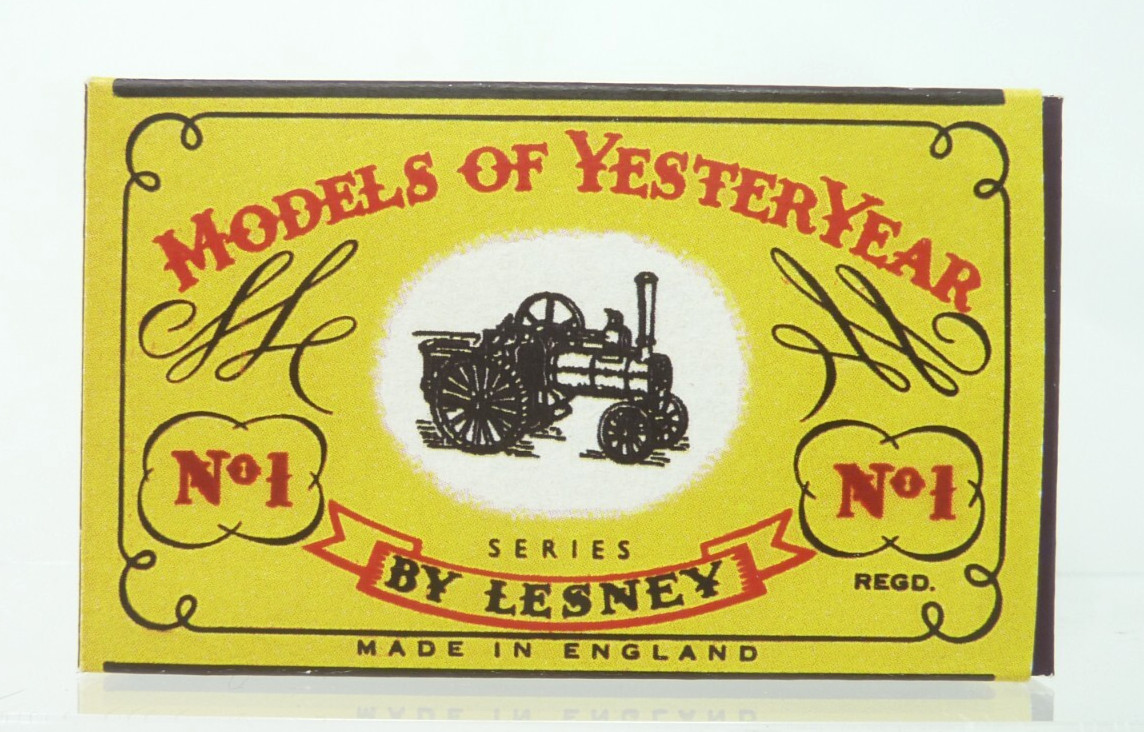 MODELS OF YESTERYEAR
Nº1
Nº1
SERIES
BY LESNEY
REGD.
MADE IN ENGLAND